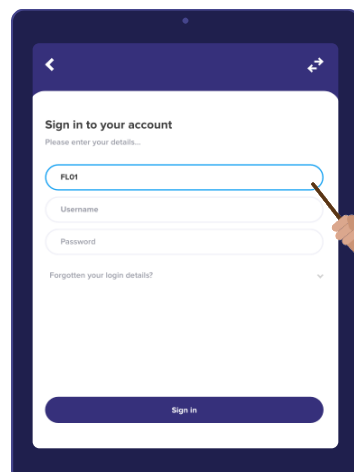 Sign in to your account
Please enter your details...
FL01
Username
Password
Forgotten your login details?
Sign in